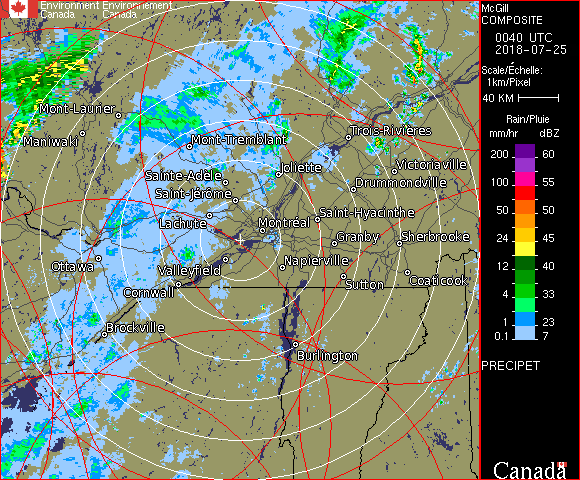 Environment Environnement
Canada Canada
McGill
COMPOSITE
0040 UTC
2018-07-25
Scale/Échelle:
1km/Pixel
40 KM
Rain/Pluie
mm/hr dBZ
200 60
100 55
50 50
24 45
12 40
4 33
1 23
0.1 7
PRECIPET
Canada
Mont-Laurier
Maniwaki
Mont-Tremblant
Trois-Rivières
Joliette
Victoriaville
Sainte-Adèle
Drummondville
Saint-Jérôme
Saint-Hyacinthe
Lachute
Montréal
Granby
Sherbrooke
Ottawa
Valleyfield
Napierville
Coaticook
Sutton
Cornwall
Brockville
Burlington